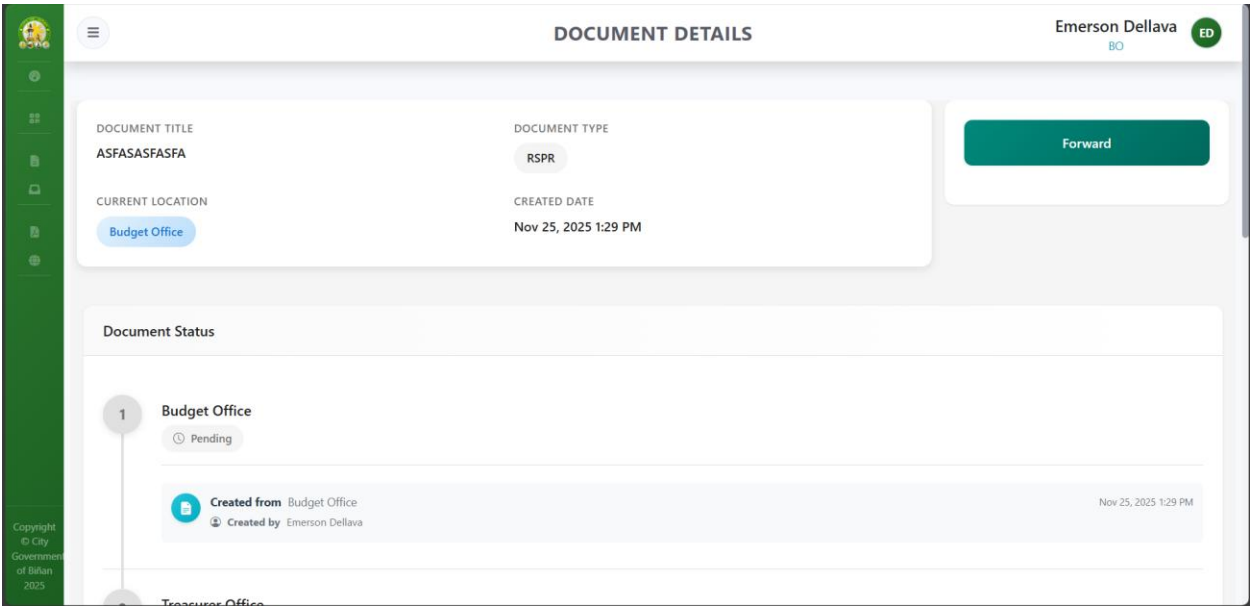 DOCUMENT DETAILS
Emerson Dellava
BO
ED
DOCUMENT TITLE
ASFASASFASFA
DOCUMENT TYPE
RSPR
CURRENT LOCATION
Budget Office
CREATED DATE
Nov 25, 2025 1:29 PM
Forward
Document Status
1
Budget Office
Pending
Created from Budget Office
Nov 25, 2025 1:29 PM
Created by Emerson Dellava
Treasurer Office
Copyright
© City
Government
of Biñan
2025